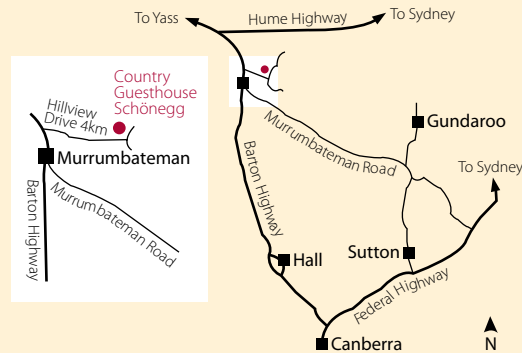 To Yass
Hume Highway
To Sydney
Country
Guesthouse
Schönegg
Hillview
Drive 4km
Murrumbateman
Barton Highway
Murrumbateman Road
Murrumbateman Road
Barton Highway
Gundaroo
To Sydney
Hall
Sutton
Federal Highway
Canberra
N